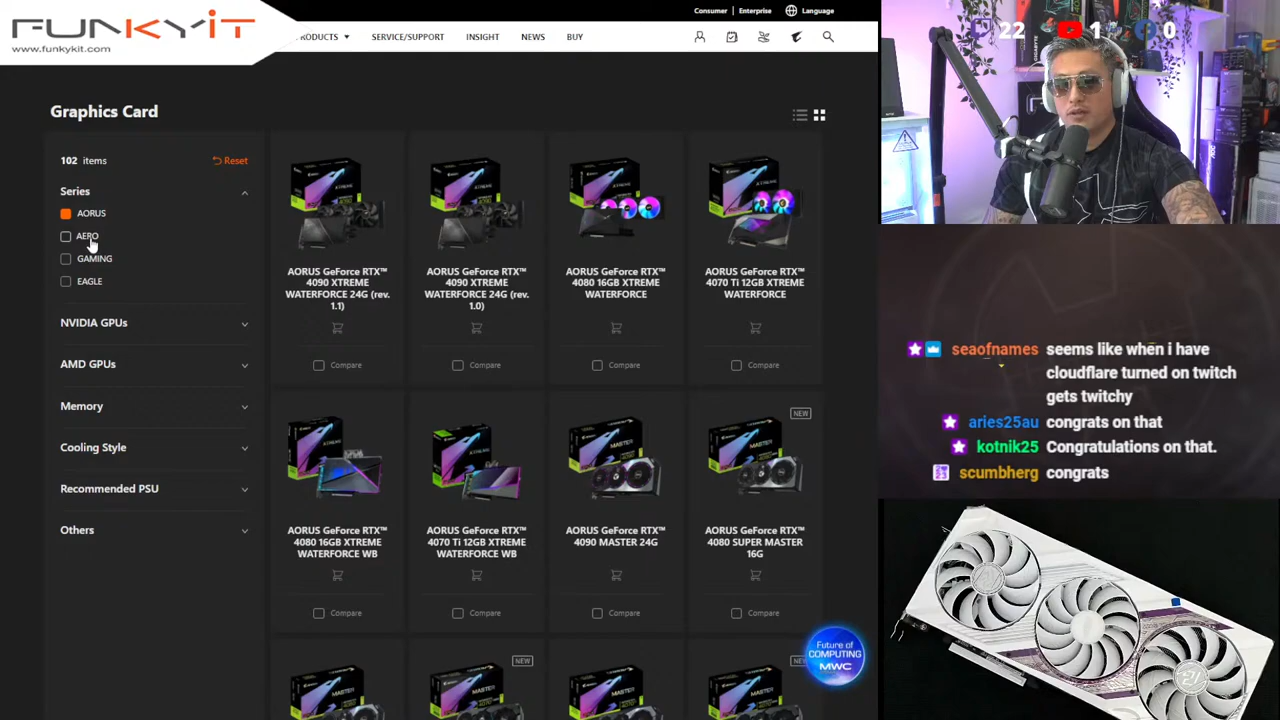 FUNKYIT
www.funkykit.com
Consumer
Enterprise
Language
RODUCTS
SERVICE/SUPPORT
INSIGHT
NEWS
BUY
22
1
0
Graphics Card
102 items
Reset
Series
AORUS
AERO
GAMING
EAGLE
NVIDIA GPUs
AMD GPUs
Memory
Cooling Style
Recommended PSU
Others
AORUS GeForce RTX™
4090 XTREME
WATERFORCE 24G (rev.
1.1)
Compare
AORUS GeForce RTX™
4090 XTREME
WATERFORCE 24G (rev.
1.0)
Compare
AORUS GeForce RTX™
4080 16GB XTREME
WATERFORCE
Compare
AORUS GeForce RTX™
4070 Ti 12GB XTREME
WATERFORCE
Compare
AORUS GeForce RTX™
4080 16GB XTREME
WATERFORCE WB
Compare
AORUS GeForce RTX™
4070 Ti 12GB XTREME
WATERFORCE WB
Compare
MASTER
AORUS GeForce RTX™
4090 MASTER 24G
Compare
NEW
MASTER
AORUS GeForce RTX™
4080 SUPER MASTER
16G
Compare
MASTER
NEW
MASTER
MASTER
NEW
MASTER
Future of
COMPUTING
MWC
seaofnames seems like when i have
cloudflare turned on twitch
gets twitchy
aries25au congrats on that
kotnik25 Congratulations on that.
scumbherg congrats